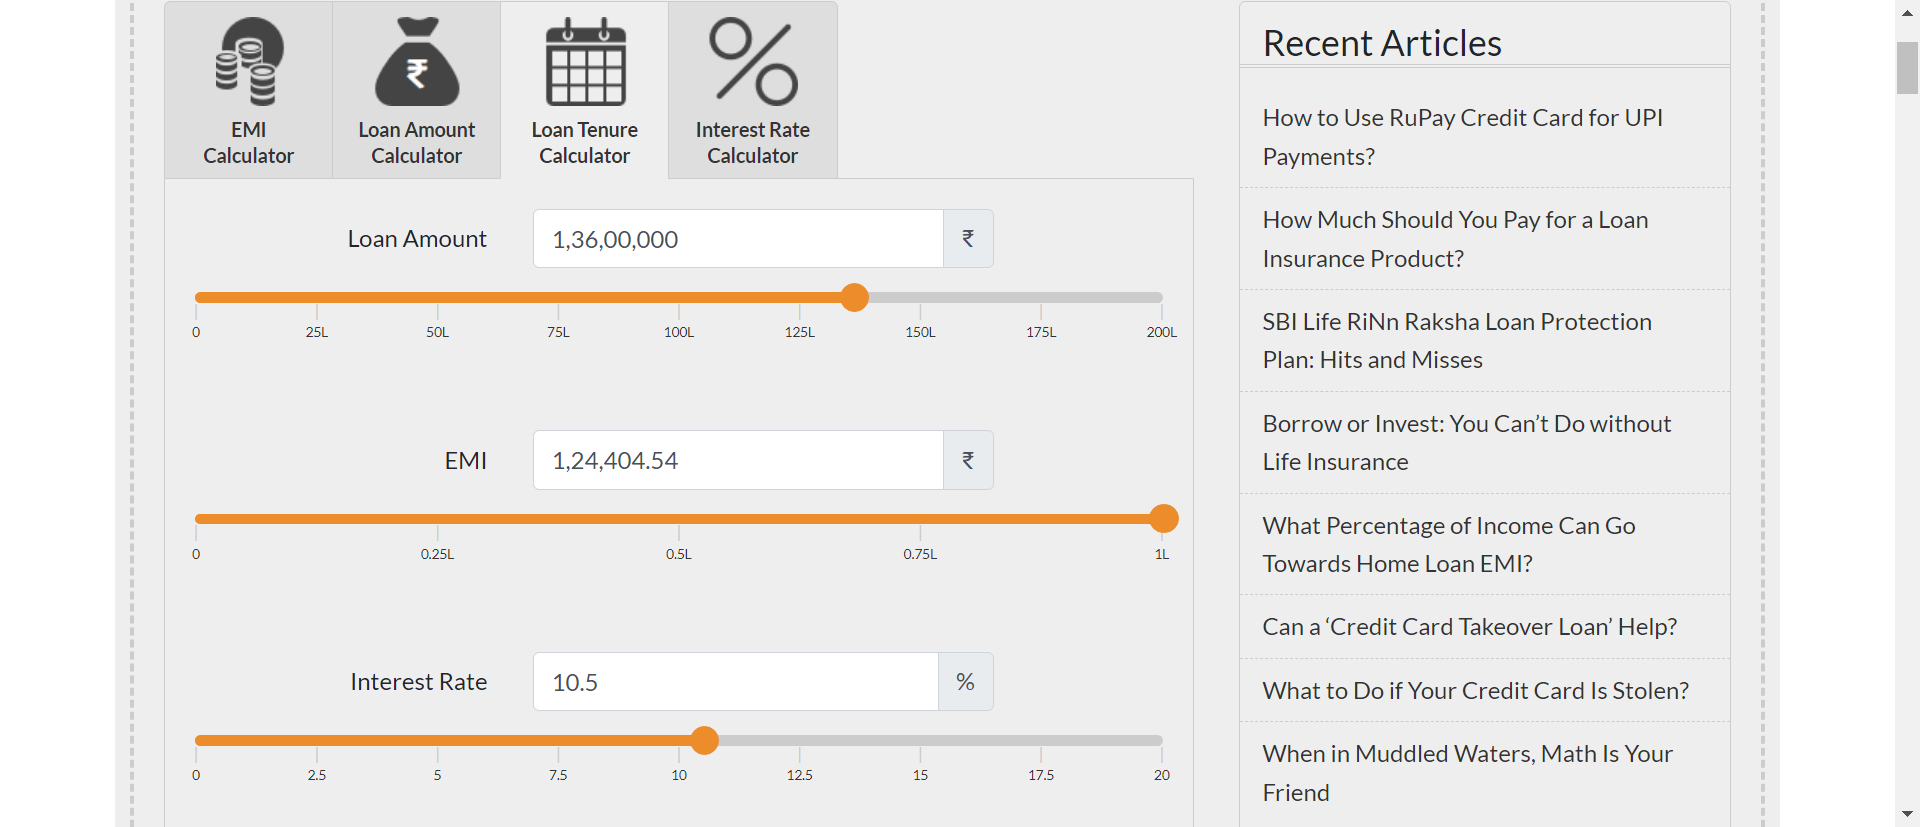 EMI
Calculator
Loan Amount
Calculator
Loan Tenure
Calculator
Interest Rate
Calculator
Loan Amount
1,36,00,000
₹
0
25L
50L
75L
100L
125L
150L
175L
200L
EMI
1,24,404.54
₹
0
0.25L
0.5L
0.75L
1L
Interest Rate
10.5
%
0
2.5
5
7.5
10
12.5
15
17.5
20
Recent Articles
How to Use RuPay Credit Card for UPI
Payments?
How Much Should You Pay for a Loan
Insurance Product?
SBI Life RiNn Raksha Loan Protection
Plan: Hits and Misses
Borrow or Invest: You Can’t Do without
Life Insurance
What Percentage of Income Can Go
Towards Home Loan EMI?
Can a ‘Credit Card Takeover Loan’ Help?
What to Do if Your Credit Card Is Stolen?
When in Muddled Waters, Math Is Your
Friend